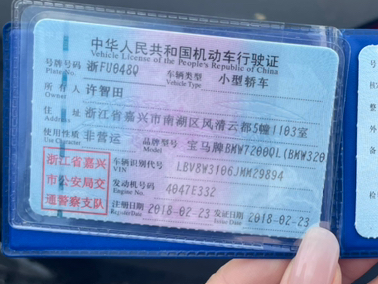 中华人民共和国机动车行驶证
Vehicle License of the People's Republic of China
号牌号码 浙FU048Q 车辆类型 小型轿车
Plate No. Vehicle Type
所有人 许智田
Owner
住址 浙江省嘉兴市南湖区风清云都5幢1103室
Address
使用性质 非营运 品牌型号 宝马牌BMW7200QL(BMW320
Use Character Model
浙江省嘉兴市公安局交通警察支队
车辆识别代号 LBV8W3106JMM29894
VIN
发动机号码 4047E332
Engine No.
注册日期 2018-02-23 发证日期 2018-02-23
Register Date Issue Date